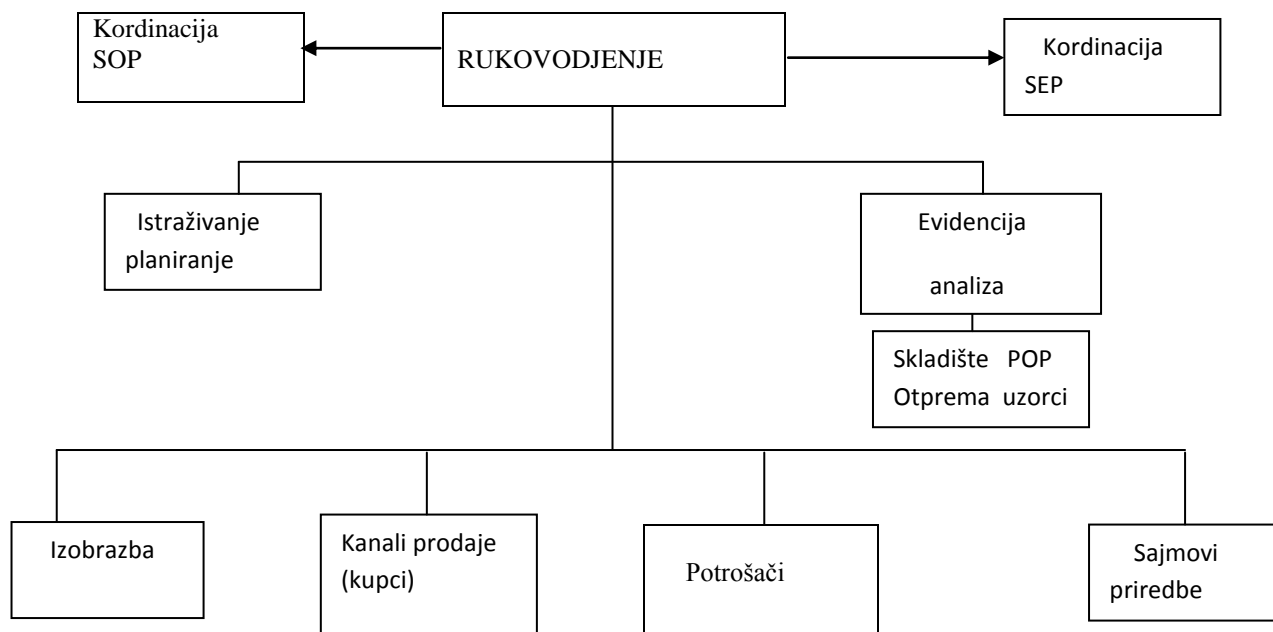 Kordinacija
SOP
RUKOVODJENJE
Kordinacija
SEP
Istraživanje
planiranje
Evidencija
analiza
Skladište POP
Otprema uzorci
Izobrazba
Kanali prodaje
(kupci)
Potrošači
Sajmovi
priredbe